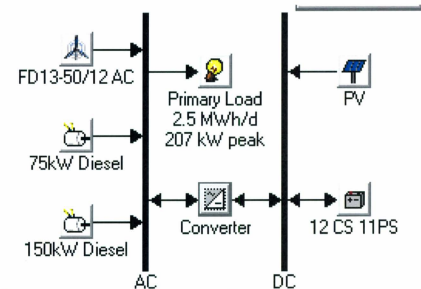 FD13-50/12 AC
Primary Load
2.5 MWh/d
207 kW peak
PV
75kW Diesel
Converter
12 CS 11PS
150kW Diesel
AC
DC